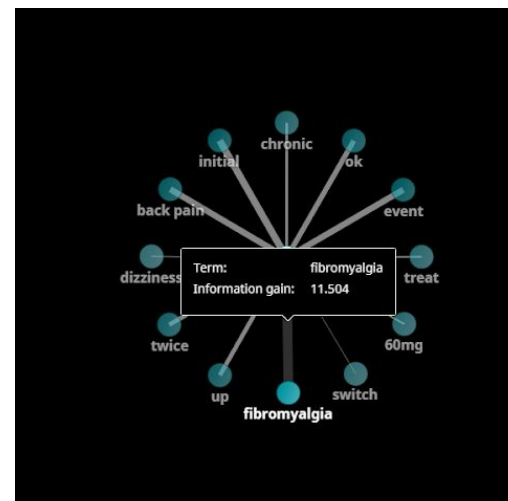 chronic
initial
ok
back pain
event
dizziness
Term: fibromyalgia
Information gain: 11.504
treat
twice
60mg
up
switch
fibromyalgia